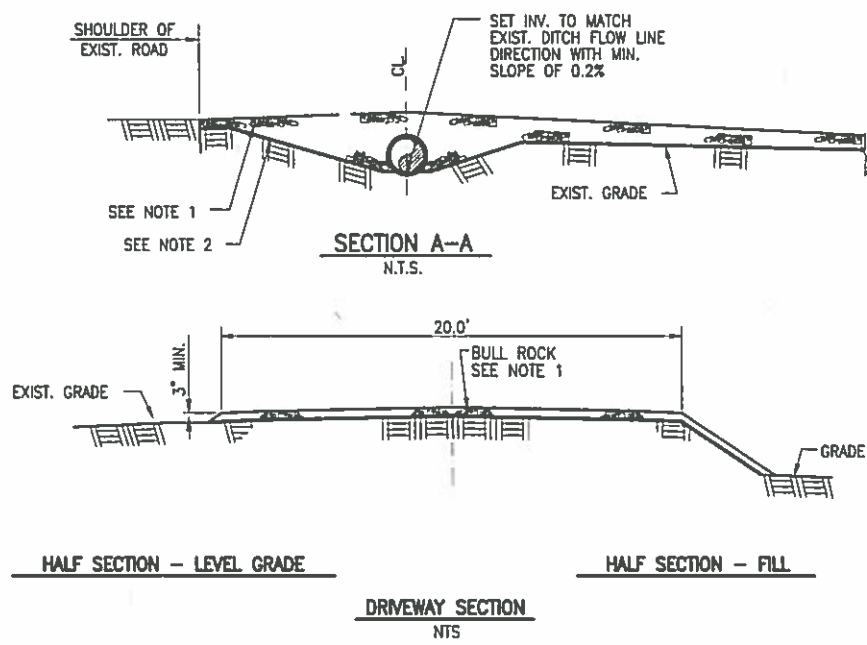 SHOULDER OF
EXIST. ROAD
SET INV. TO MATCH
EXIST. DITCH FLOW LINE
DIRECTION WITH MIN.
SLOPE OF 0.2%
CL
EXIST. GRADE
SEE NOTE 1
SEE NOTE 2
SECTION A-A
N.T.S.
20.0'
BULL ROCK
SEE NOTE 1
3" MIN.
EXIST. GRADE
GRADE
HALF SECTION - LEVEL GRADE
HALF SECTION - FILL
DRIVEWAY SECTION
NTS